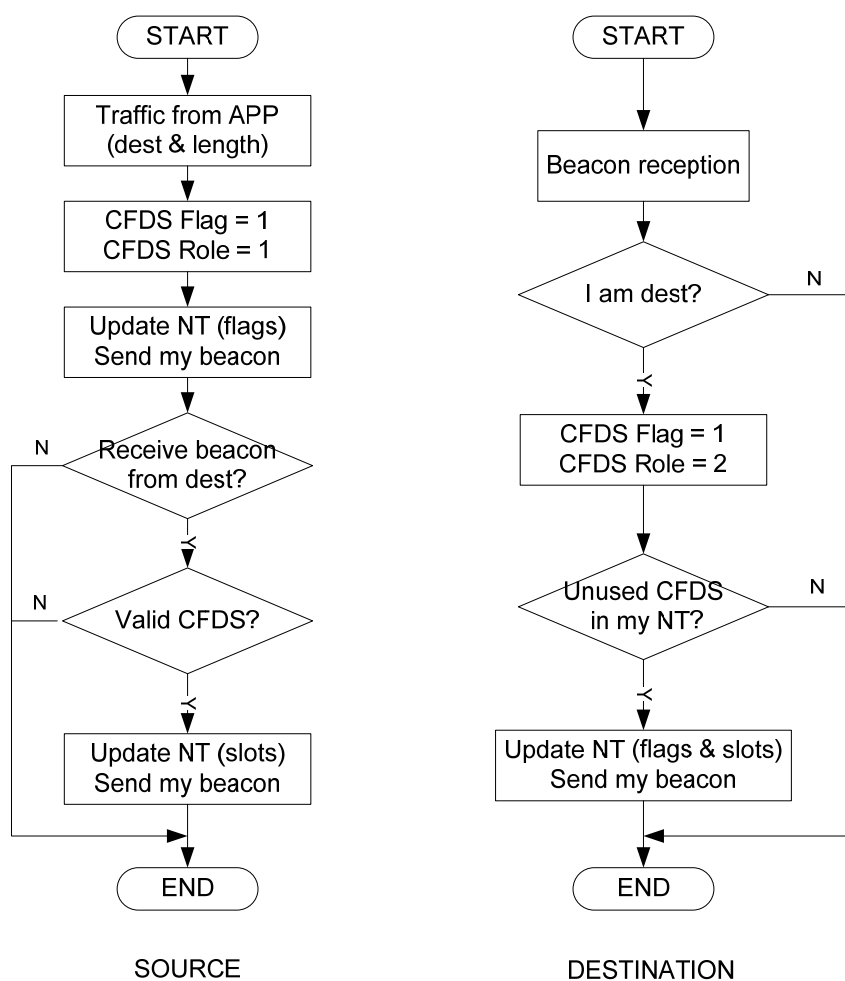 START
Traffic from APP
(dest & length)
CFDS Flag = 1
CFDS Role = 1
Update NT (flags)
Send my beacon
N
Receive beacon
from dest?
Y
N
Valid CFDS?
Y
Update NT (slots)
Send my beacon
END
SOURCE
START
Beacon reception
I am dest?
N
Y
CFDS Flag = 1
CFDS Role = 2
Unused CFDS
in my NT?
N
Y
Update NT (flags & slots)
Send my beacon
END
DESTINATION